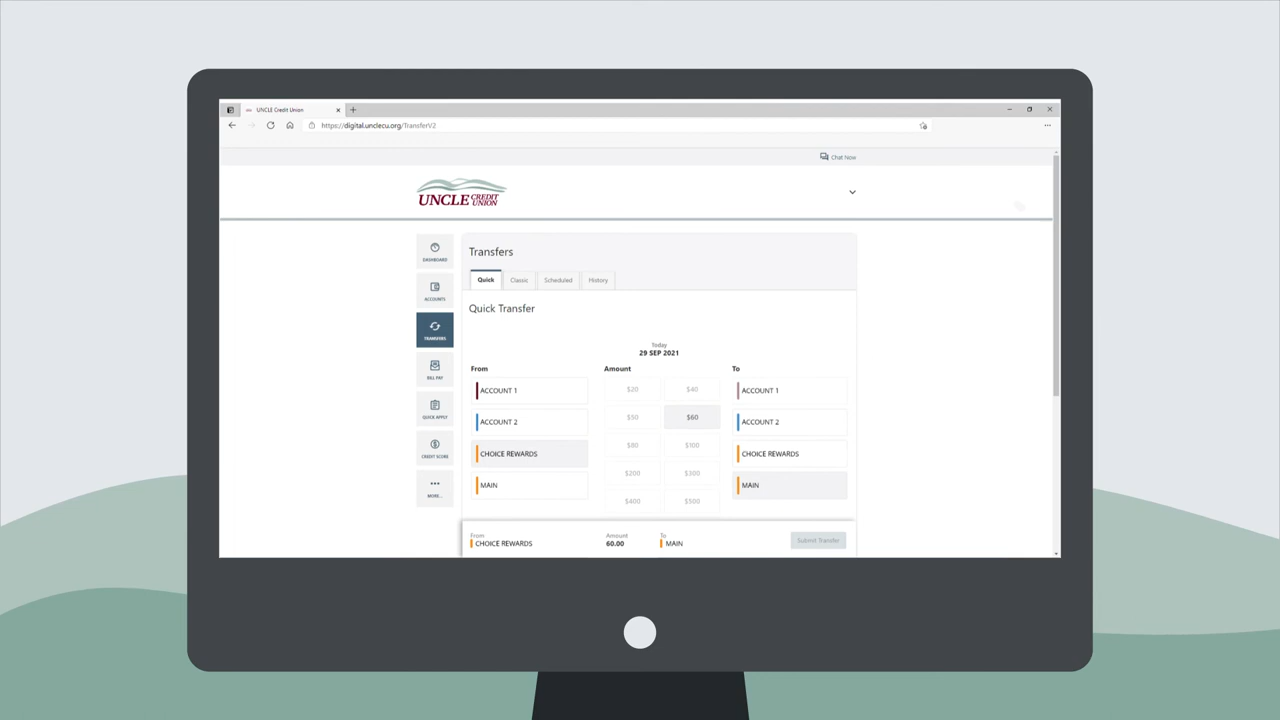 UNCLE Credit Union
https://digital.unclecu.org/TransferV2
Chat Now
UNCLE CREDIT UNION
DASHBOARD
ACCOUNTS
TRANSFERS
BILL PAY
QUICK APPLY
CREDIT SCORE
MORE...
Transfers
Quick Classic Scheduled History
Quick Transfer
Today
29 SEP 2021
From Amount To
ACCOUNT 1 $20 $40 ACCOUNT 1
ACCOUNT 2 $50 $60 ACCOUNT 2
CHOICE REWARDS $80 $100 CHOICE REWARDS
MAIN $200 $300 MAIN
$400 $500
From Amount To
CHOICE REWARDS 60.00 MAIN Submit Transfer